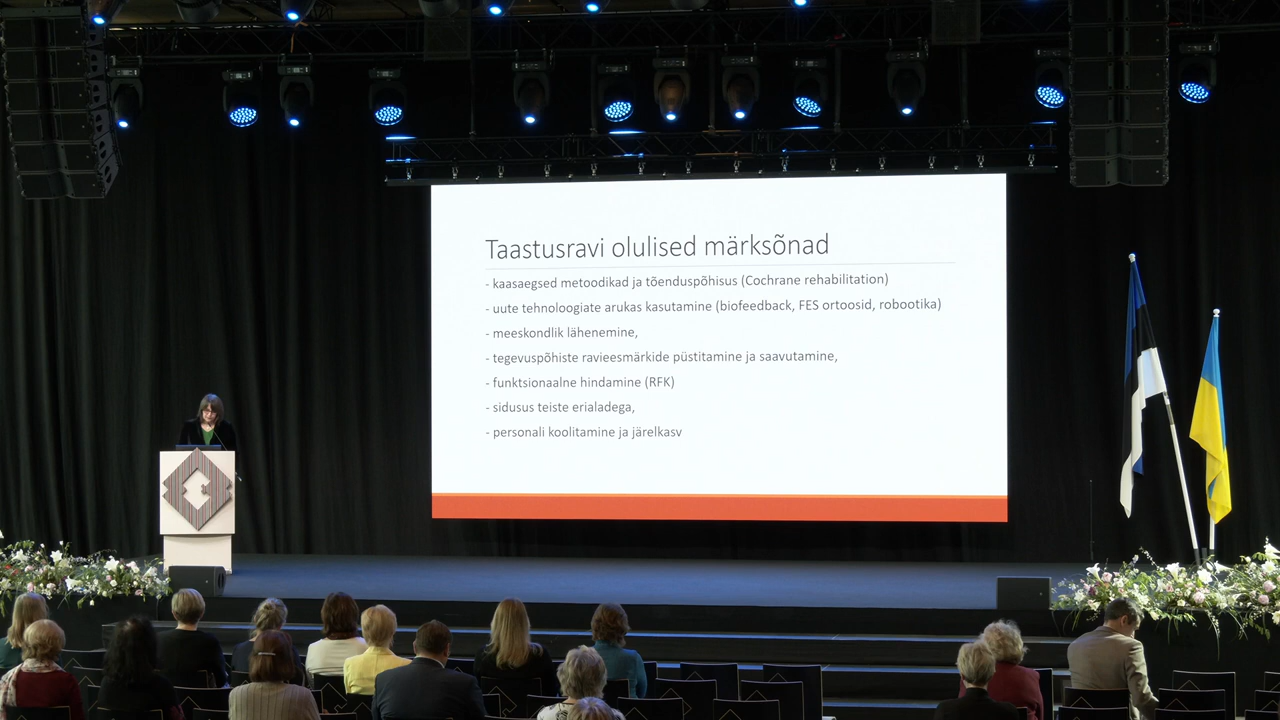 Taastusravi olulised märksõnad
- kaasaegsed metoodikad ja tõenduspõhisus (Cochrane rehabilitation)
- uute tehnoloogiate arukas kasutamine (biofeedback, FES ortoosid, robootika)
- meeskondlik lähenemine,
- tegevuspõhiste ravieesmärkide püstitamine ja saavutamine,
- funktsionaalne hindamine (RFK)
- sidusus teiste erialadega,
- personali koolitamine ja järelkasv